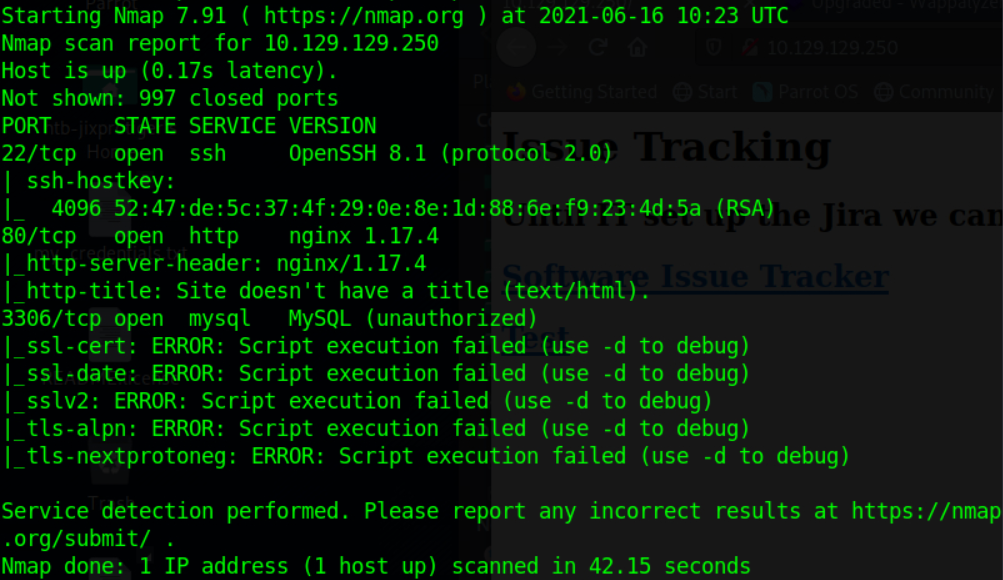 Starting Nmap 7.91 ( https://nmap.org ) at 2021-06-16 10:23 UTC
Nmap scan report for 10.129.129.250
Host is up (0.17s latency).
Not shown: 997 closed ports
PORT     STATE SERVICE VERSION
22/tcp   open  ssh     OpenSSH 8.1 (protocol 2.0)
| ssh-hostkey:
|_  4096 52:47:de:5c:37:4f:29:0e:8e:1d:88:6e:f9:23:4d:5a (RSA)
80/tcp   open  http    nginx 1.17.4
|_http-server-header: nginx/1.17.4
|_http-title: Site doesn't have a title (text/html).
3306/tcp open  mysql   MySQL (unauthorized)
|_ssl-cert: ERROR: Script execution failed (use -d to debug)
|_ssl-date: ERROR: Script execution failed (use -d to debug)
|_sslv2: ERROR: Script execution failed (use -d to debug)
|_tls-alpn: ERROR: Script execution failed (use -d to debug)
|_tls-nextprotoneg: ERROR: Script execution failed (use -d to debug)
Service detection performed. Please report any incorrect results at https://nmap
.org/submit/ .
Nmap done: 1 IP address (1 host up) scanned in 42.15 seconds
10.129.129.250
Getting Started
Start
Parrot OS
Community
Issue Tracking
Until IT set up the Jira we can
Software Issue Tracker
Test